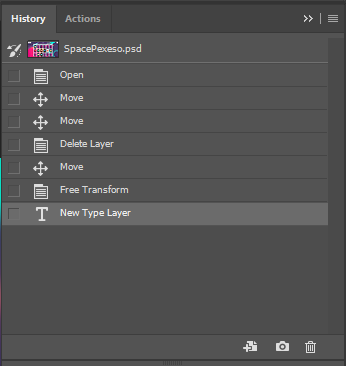 History
Actions
SpacePexeso.psd
Open
Move
Move
Delete Layer
Move
Free Transform
New Type Layer